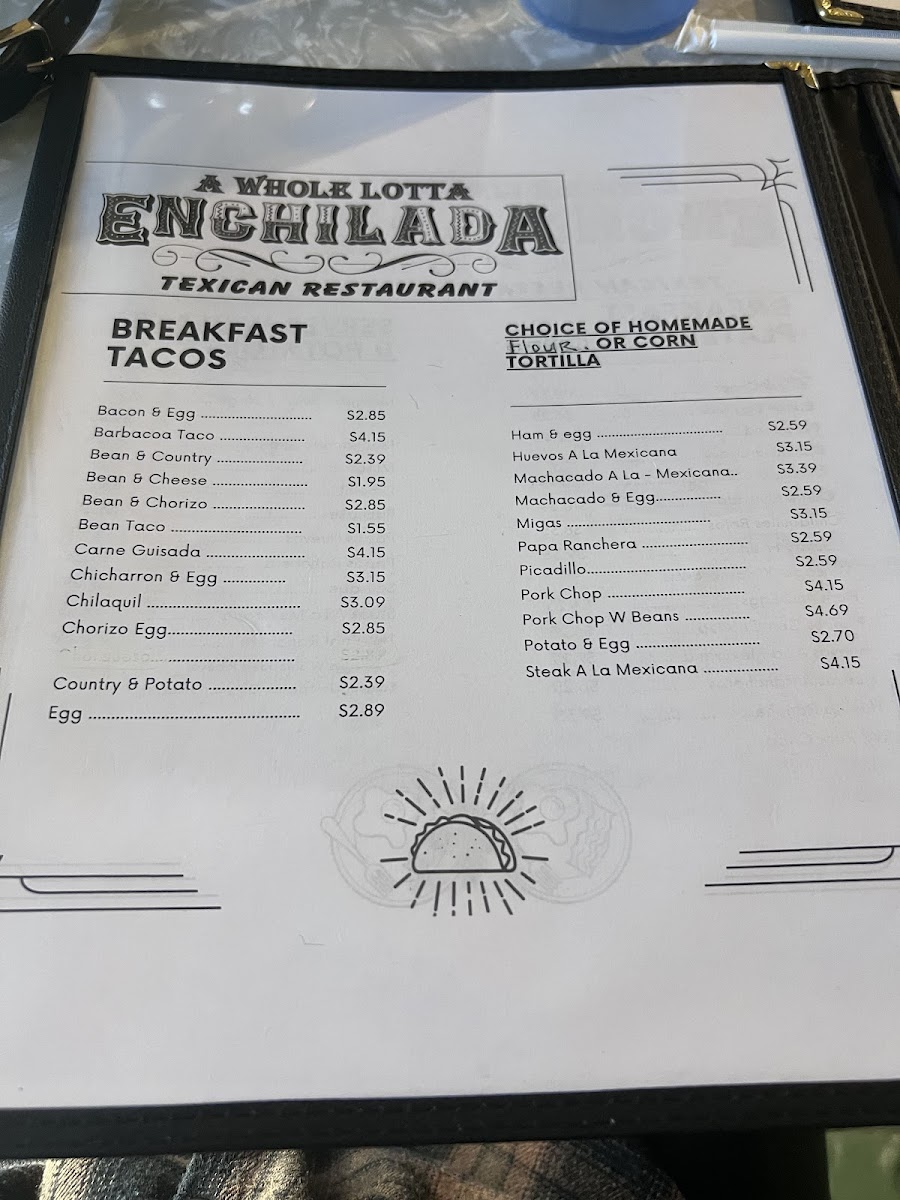 A WHOLE LOTTA
ENCHILADA
TEXICAN RESTAURANT
BREAKFAST
TACOS
Bacon & Egg ............................ $2.85
Barbacoa Taco ...................... $4.15
Bean & Country ...................... $2.39
Bean & Cheese ........................ $1.95
Bean & Chorizo ....................... $2.85
Bean Taco ................................. $1.55
Carne Guisada ......................... $4.15
Chicharron & Egg ............... $3.15
Chilaquil ..................................... $3.09
Chorizo Egg.............................. $2.85
Country & Potato ..................... $2.39
Egg .................................................. $2.89
CHOICE OF HOMEMADE
Flour. OR CORN
TORTILLA
Ham & egg ................................ $2.59
Huevos A La Mexicana $3.15
Machacado A La - Mexicana.. $3.39
Machacado & Egg................. $2.59
Migas ..................................... $3.15
Papa Ranchera ........................... $2.59
Picadillo........................................ $2.59
Pork Chop .................................. $4.15
Pork Chop W Beans ................ $4.69
Potato & Egg .............................. $2.70
Steak A La Mexicana .................. $4.15